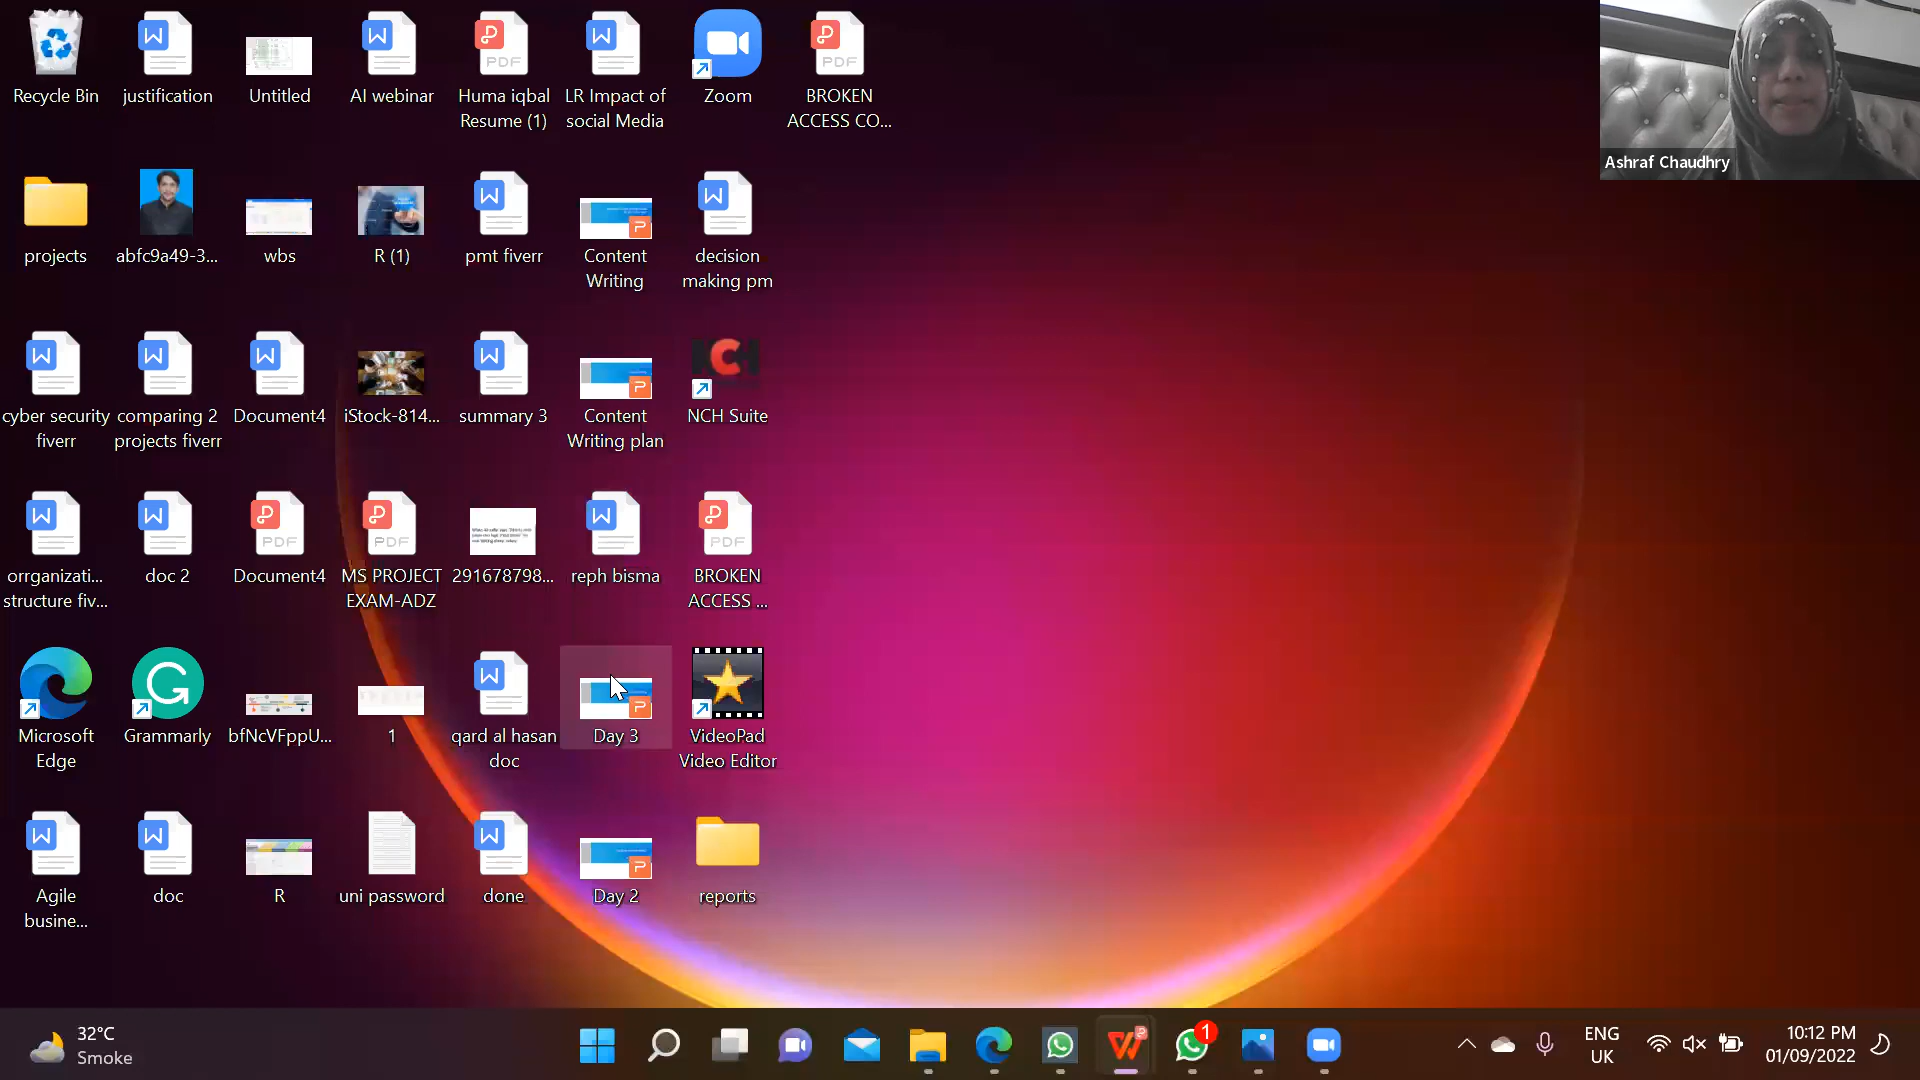 Recycle Bin
justification
Untitled
AI webinar
Huma iqbal
Resume (1)
LR Impact of
social Media
Zoom
BROKEN
ACCESS CO...
Ashraf Chaudhry
projects
abfc9a49-3...
wbs
R (1)
pmt fiverr
Content
Writing
decision
making pm
cyber security
fiverr
comparing 2
projects fiverr
Document4
iStock-814...
summary 3
Content
Writing plan
NCH Suite
orrganizati...
structure fiv...
doc 2
Document4
MS PROJECT
EXAM-ADZ
291678798...
reph bisma
BROKEN
ACCESS ...
Microsoft
Edge
Grammarly
bfNcVFppU...
1
qard al hasan
doc
Day 3
VideoPad
Video Editor
Agile
busine...
doc
R
uni password
done
Day 2
reports
32°C
Smoke
1
ENG
UK
10:12 PM
01/09/2022